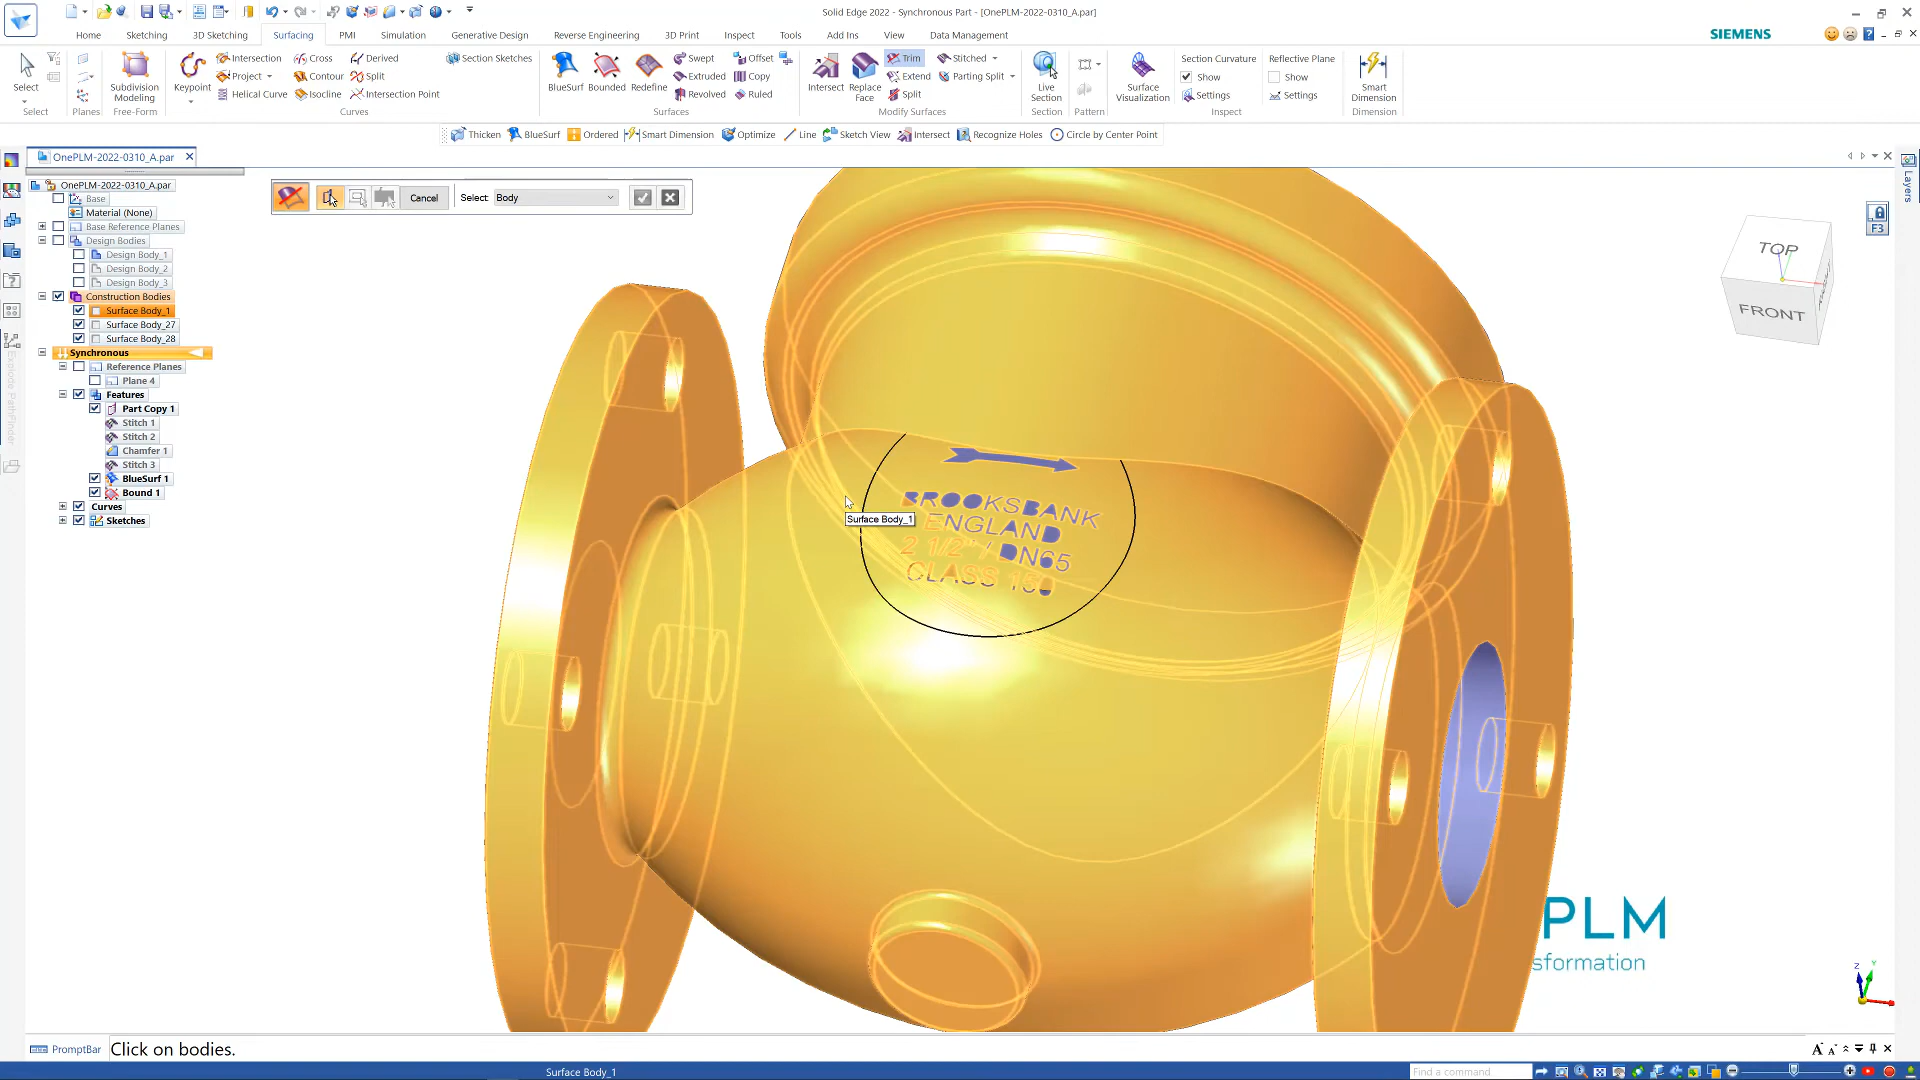 Solid Edge 2022 - Synchronous Part - [OnePLM-2022-0310_A.par]
Home Sketching 3D Sketching Surfacing PMI Simulation Generative Design Reverse Engineering 3D Print Inspect Tools Add Ins View Data Management
SIEMENS
Select
Select
Planes
Subdivision Modeling
Free-Form
Keypoint
Intersection
Project
Helical Curve
Cross
Contour
Isocline
Derived
Split
Intersection Point
Section Sketches
Curves
BlueSurf
Bounded
Redefine
Swept
Extruded
Revolved
Offset
Copy
Ruled
Surfaces
Intersect
Replace Face
Trim
Extend
Split
Stitched
Parting Split
Modify Surfaces
Live Section
Section
Pattern
Surface Visualization
Section Curvature
Show
Settings
Reflective Plane
Show
Settings
Inspect
Smart Dimension
Dimension
Thicken BlueSurf Ordered Smart Dimension Optimize Line Sketch View Intersect Recognize Holes Circle by Center Point
OnePLM-2022-0310_A.par
OnePLM-2022-0310_A.par
Base
Material (None)
Base Reference Planes
Design Bodies
Design Body_1
Design Body_2
Design Body_3
Construction Bodies
Surface Body_1
Surface Body_27
Surface Body_28
Synchronous
Reference Planes
Plane 4
Features
Part Copy 1
Stitch 1
Stitch 2
Chamfer 1
Stitch 3
BlueSurf 1
Bound 1
Curves
Sketches
Cancel Select: Body
Layers
F3
TOP
FRONT
BROOKSBANK
ENGLAND
2 1/2" / DN65
CLASS 150
Surface Body_1
PLM
sformation
Z
Y
PromptBar Click on bodies.
Surface Body_1
Find a command